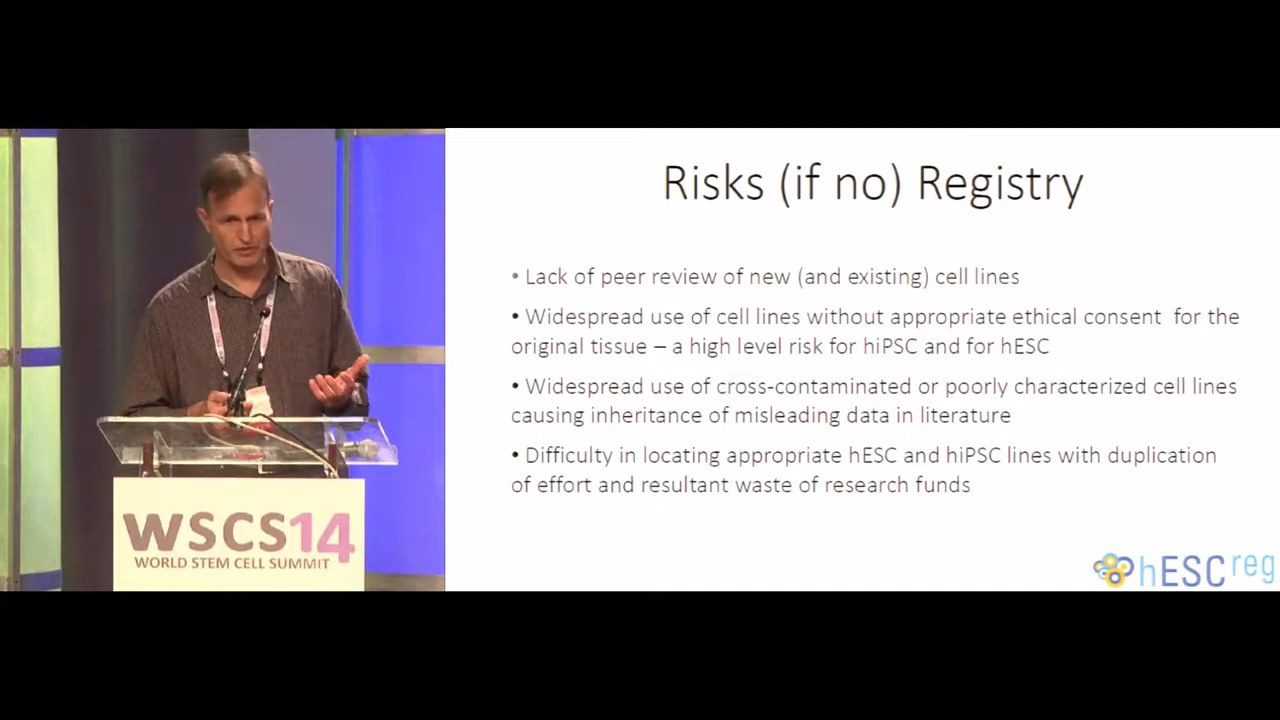 Risks (if no) Registry
• Lack of peer review of new (and existing) cell lines
• Widespread use of cell lines without appropriate ethical consent for the
original tissue – a high level risk for hiPSC and for hESC
• Widespread use of cross-contaminated or poorly characterized cell lines
causing inheritance of misleading data in literature
• Difficulty in locating appropriate hESC and hiPSC lines with duplication
of effort and resultant waste of research funds
hESCreg
WSCS14
WORLD STEM CELL SUMMIT